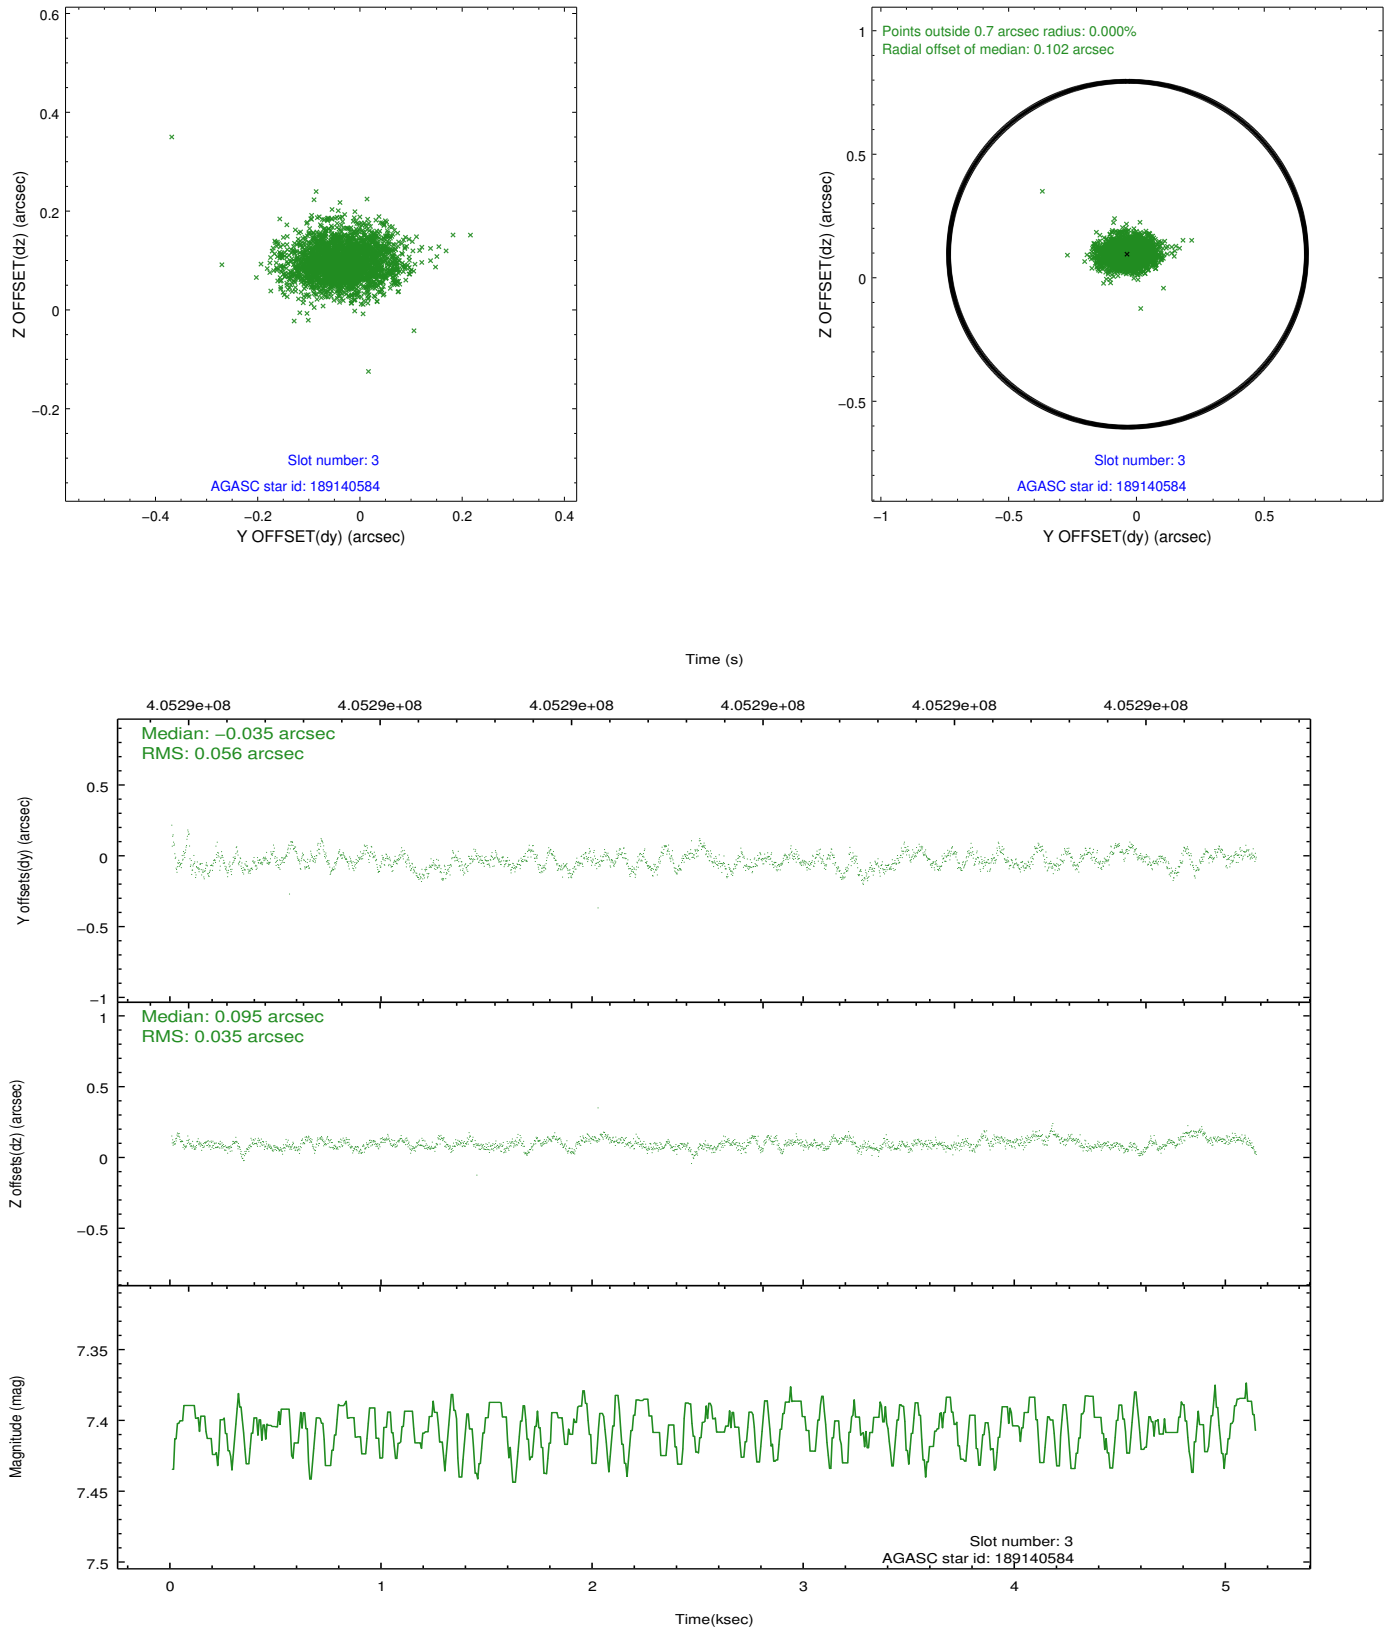 0.6
0.4
0.2
0
−0.2
Z OFFSET(dz) (arcsec)
Slot number: 3
AGASC star id: 189140584
−0.4 −0.2 0 0.2 0.4
Y OFFSET(dy) (arcsec)
Points outside 0.7 arcsec radius: 0.000%
Radial offset of median: 0.102 arcsec
1
0.5
0
−0.5
Z OFFSET(dz) (arcsec)
Slot number: 3
AGASC star id: 189140584
−1 −0.5 0 0.5
Y OFFSET(dy) (arcsec)
Time (s)
4.0529e+08 4.0529e+08 4.0529e+08 4.0529e+08 4.0529e+08 4.0529e+08
Median: −0.035 arcsec
RMS: 0.056 arcsec
0.5
0
−0.5
−1
Y offsets(dy) (arcsec)
Median: 0.095 arcsec
RMS: 0.035 arcsec
1
0.5
0
−0.5
Z offsets(dz) (arcsec)
7.35
7.4
7.45
7.5
Magnitude (mag)
Slot number: 3
AGASC star id: 189140584
0 1 2 3 4 5
Time(ksec)